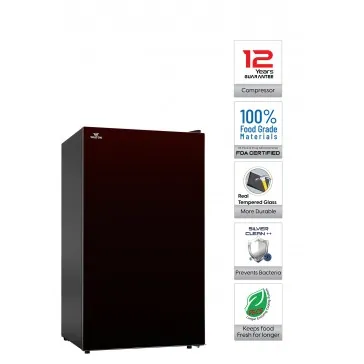 12
Years
GUARANTEE
Compressor
100%
Food Grade
Materials
FDA CERTIFIED
Real
Tempered Glass
More Durable
SILVER
CLEAN ++
Prevents Bacteria
Keeps food
Fresh for longer